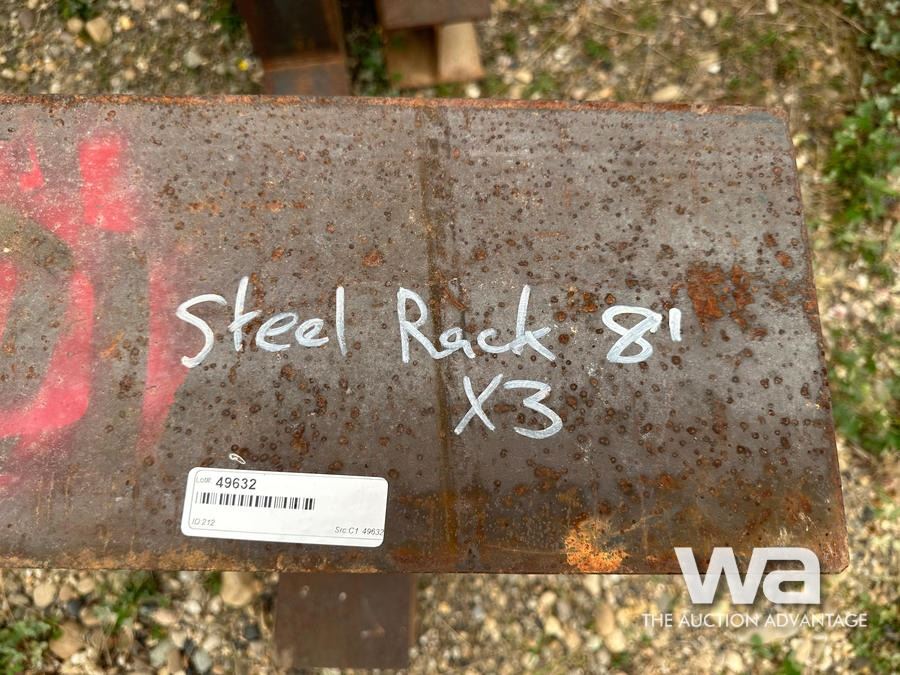 Steel Rack 8'
X3
Lot# 49632
ID:212
Src:C1 49632
wa
THE AUCTION ADVANTAGE